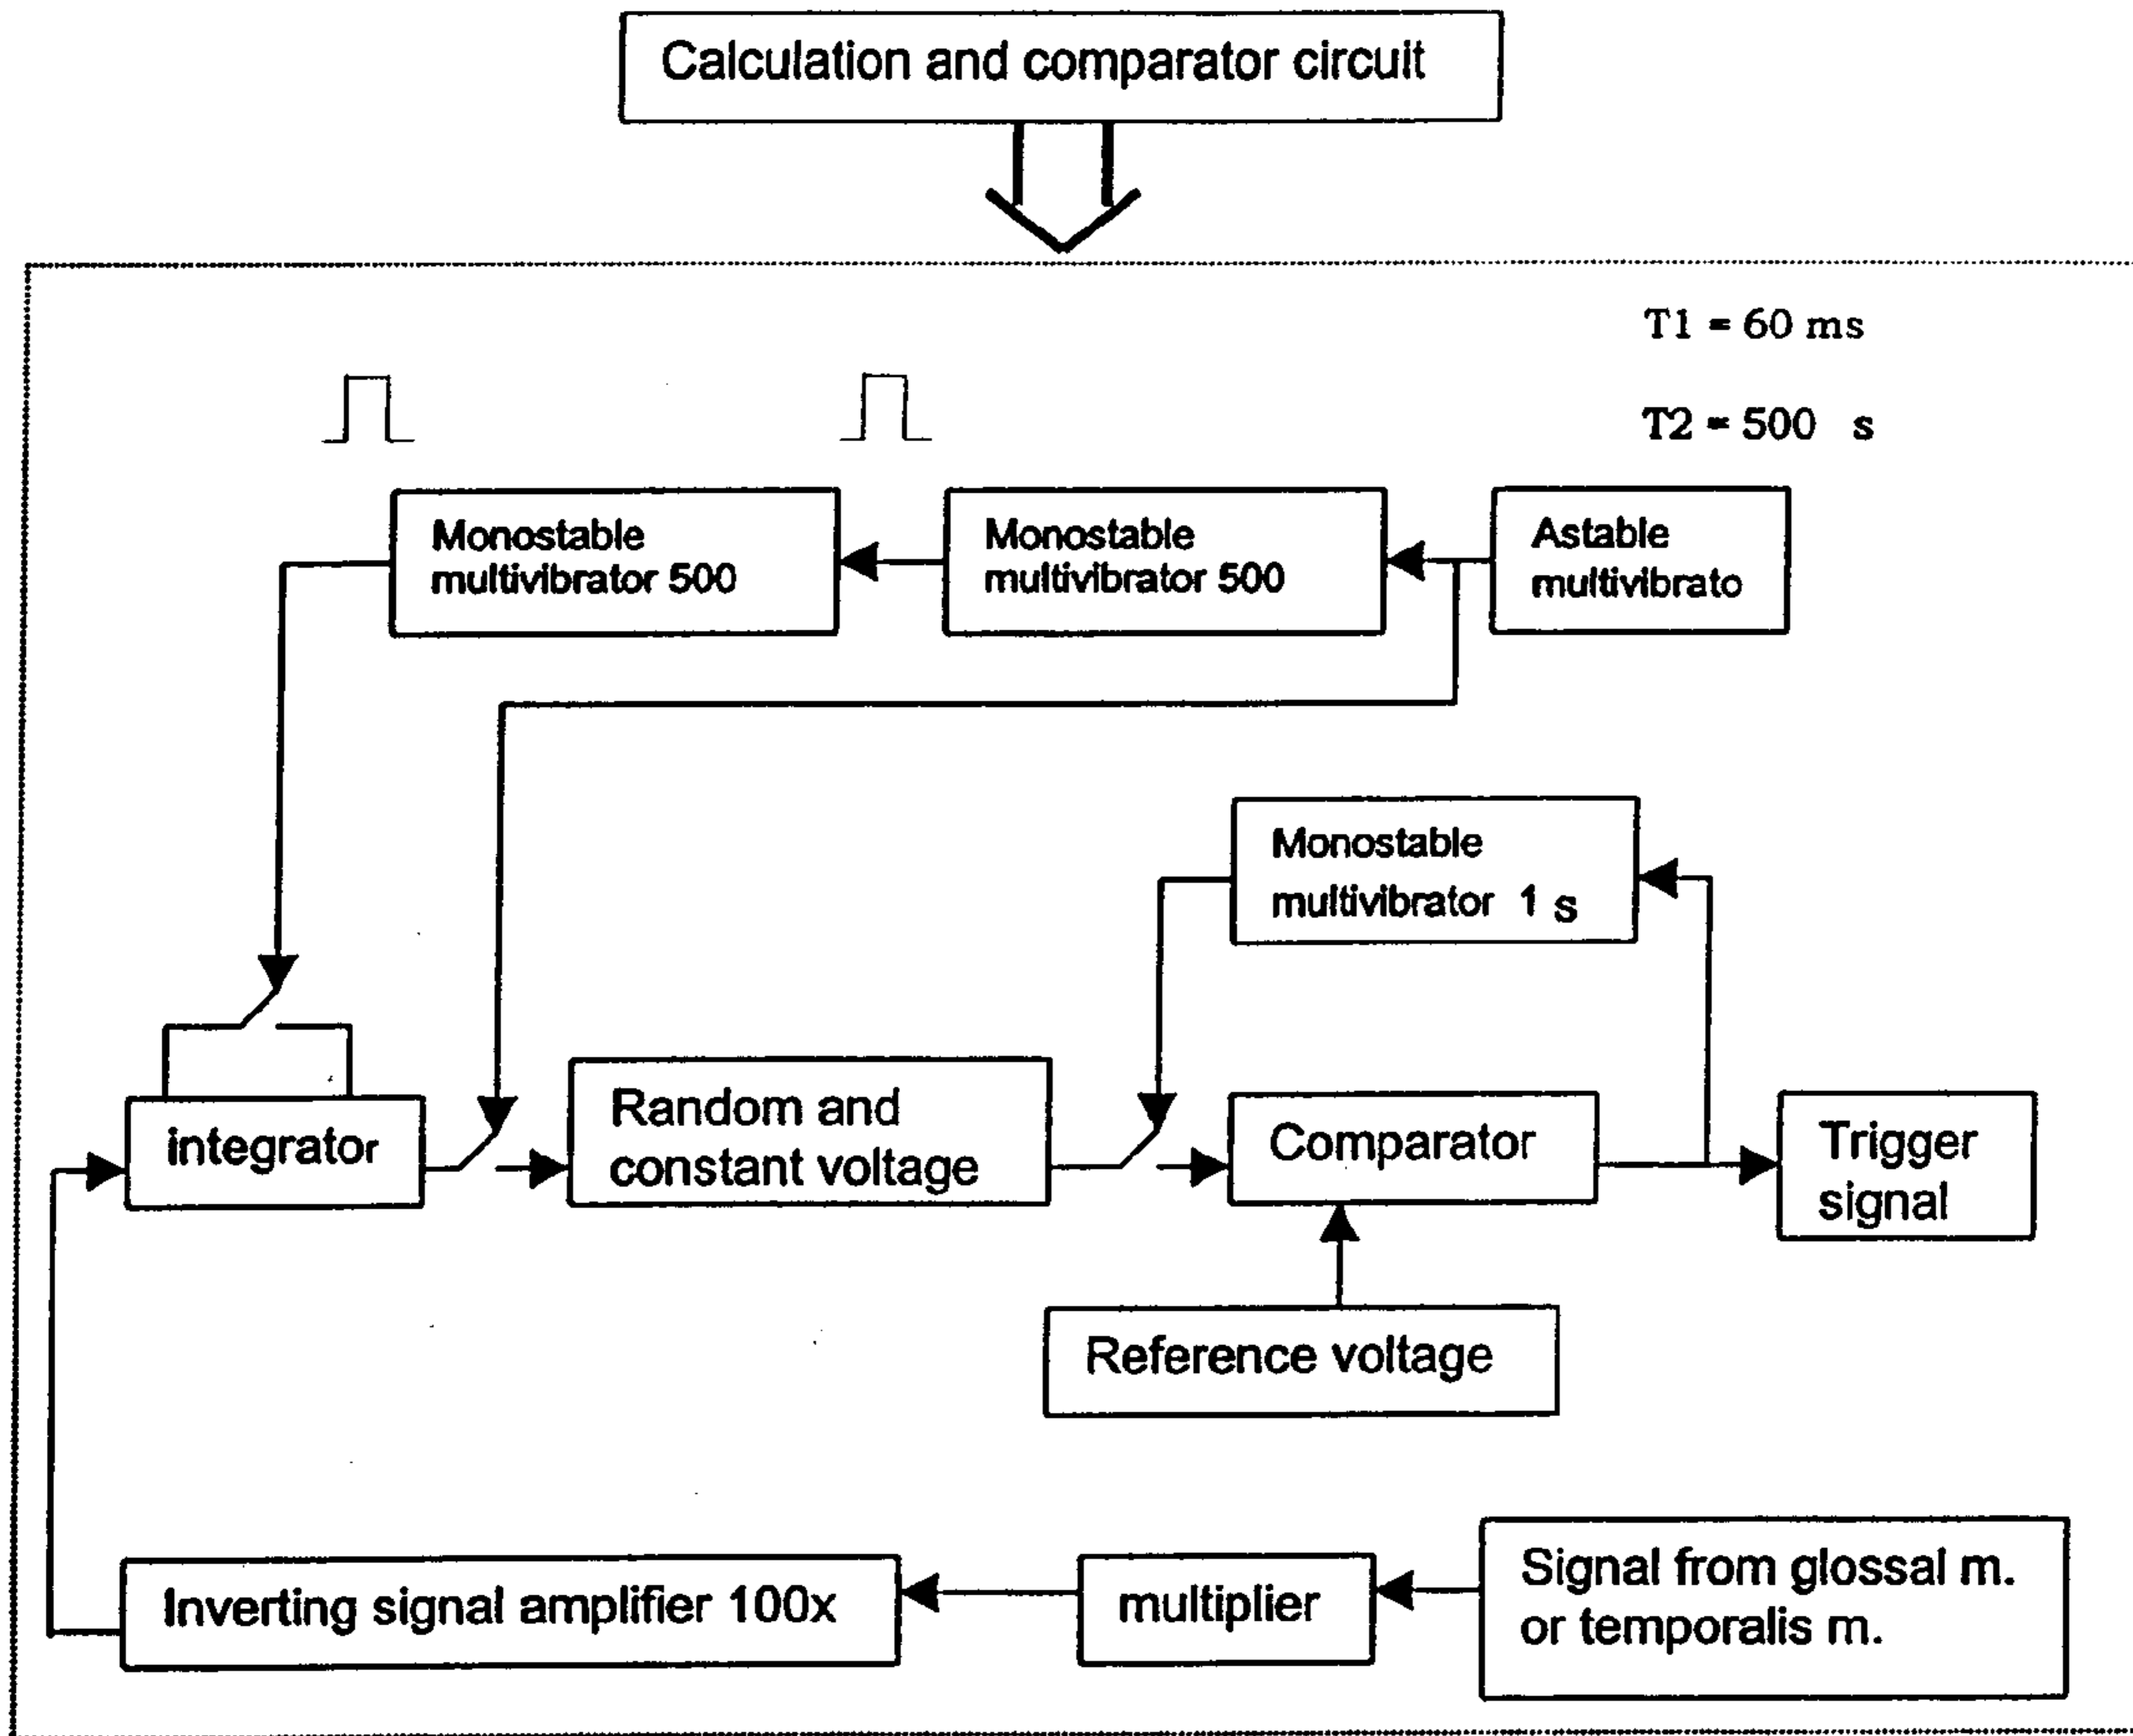 Calculation and comparator circuit
T1 = 60 ms
T2 = 500 s
Monostable
multivibrator 500
Monostable
multivibrator 500
Astable
multivibrato
Monostable
multivibrator 1 s
integrator
Random and
constant voltage
Comparator
Trigger
signal
Reference voltage
Inverting signal amplifier 100x
multiplier
Signal from glossal m.
or temporalis m.